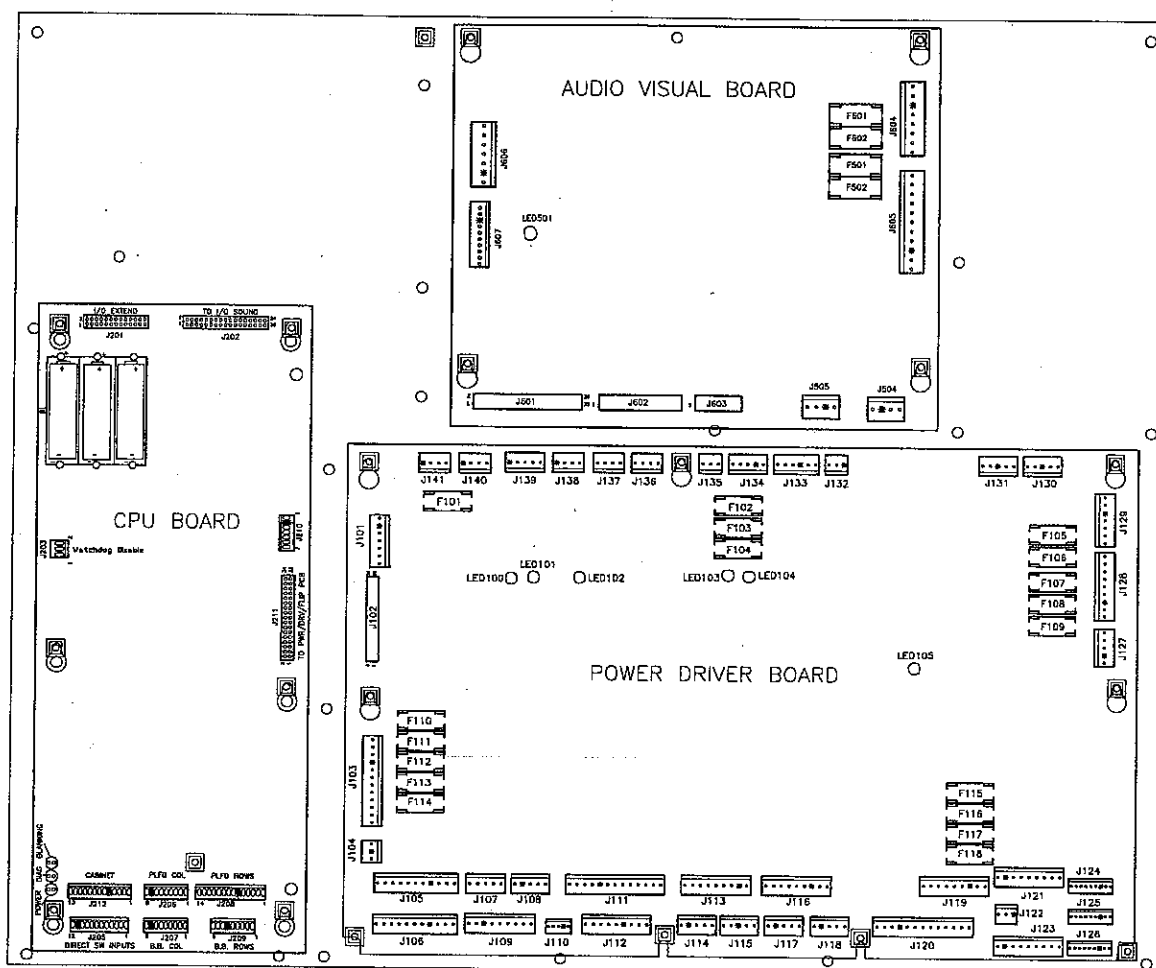 AUDIO VISUAL BOARD
F601
F602
F501
F502
J604
J605
J606
J607
LED501
J601
J602
J603
J505
J504
I/O EXTEND
J201
TO I/O SOUND
J202
CPU BOARD
J203
Watchdog Disable
J210
J211
TO PWR/DRV/FLIP PCB
POWER
DIAG
BLANKING
CABINET
J212
PLFD COL
J206
PLFD ROWS
J208
J205
DIRECT SW INPUTS
J207
B.B. COL
J209
B.B. ROWS
POWER DRIVER BOARD
J141
J140
J139
J138
J137
J136
J135
J134
J133
J132
J131
J130
F101
F102
F103
F104
J101
J102
LED100
LED101
LED102
LED103
LED104
LED105
F105
F106
F107
F108
F109
J129
J128
J127
F110
F111
F112
F113
F114
J103
J104
F115
F116
F117
F118
J105
J107
J108
J111
J113
J116
J119
J121
J124
J125
J122
J123
J126
J106
J109
J110
J112
J114
J115
J117
J118
J120